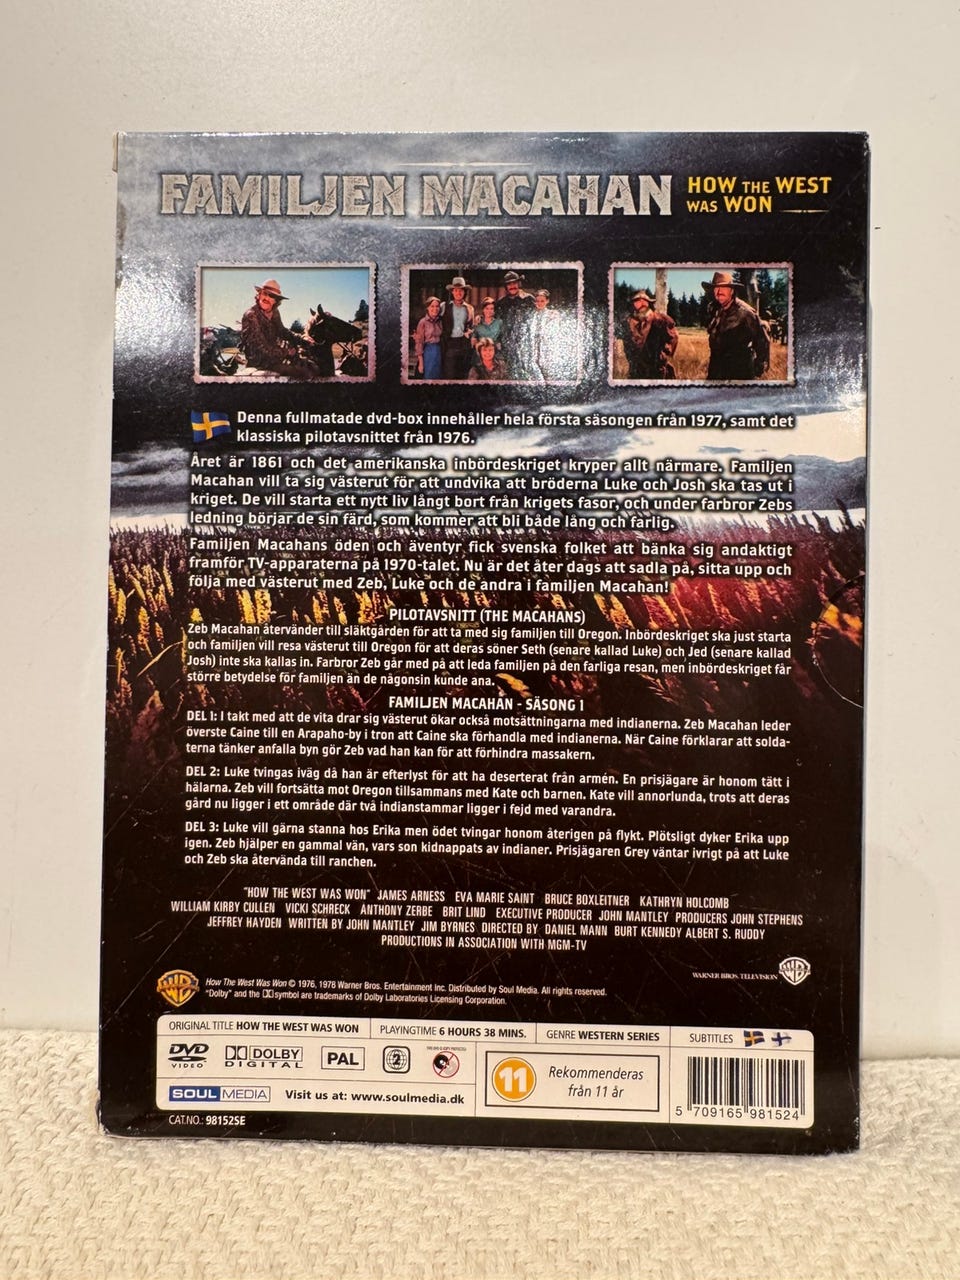 FAMILJEN MACAHAN
HOW THE WEST
WAS WON
Denna fullmatade dvd-box innehåller hela första säsongen från 1977, samt det
klassiska pilotavsnittet från 1976.
Året är 1861 och det amerikanska inbördeskriget kryper allt närmare. Familjen
Macahan vill ta sig västerut för att undvika att bröderna Luke och Josh ska tas ut i
kriget. De vill starta ett nytt liv långt bort från krigets fasor, och under farbror Zebs
ledning börjar de sin färd, som kommer att bli både lång och farlig.
Familjen Macahans öden och äventyr fick svenska folket att bänka sig andaktigt
framför TV-apparaterna på 1970-talet. Nu är det åter dags att sadla på, sitta upp och
följa med västerut med Zeb, Luke och de andra i familjen Macahan!
PILOTAVSNITT (THE MACAHANS)
Zeb Macahan återvänder till släktgården för att ta med sig familjen till Oregon. Inbördeskriget ska just starta
och familjen vill resa västerut till Oregon för att deras söner Seth (senare kallad Luke) och Jed (senare kallad
Josh) inte ska kallas in. Farbror Zeb går med på att leda familjen på den farliga resan, men inbördeskriget får
större betydelse för familjen än de någonsin kunde ana.
FAMILJEN MACAHAN - SÄSONG 1
DEL 1: I takt med att de vita drar sig västerut ökar också motsättningarna med indianerna. Zeb Macahan leder
överste Caine till en Arapaho-by i tron att Caine ska förhandla med indianerna. När Caine förklarar att solda-
terna tänker anfalla byn gör Zeb vad han kan för att förhindra massakern.
DEL 2: Luke tvingas iväg då han är efterlyst för att ha deserterat från armén. En prisjägare är honom tätt i
hälarna. Zeb vill fortsätta mot Oregon tillsammans med Kate och barnen. Kate vill annorlunda, trots att deras
gård nu ligger i ett område där två indianstammar ligger i fejd med varandra.
DEL 3: Luke vill gärna stanna hos Erika men ödet tvingar honom återigen på flykt. Plötsligt dyker Erika upp
igen. Zeb hjälper en gammal vän, vars son kidnappats av indianer. Prisjägaren Grey väntar ivrigt på att Luke
och Zeb ska återvända till ranchen.
"HOW THE WEST WAS WON" JAMES ARNESS EVA MARIE SAINT BRUCE BOXLEITNER KATHRYN HOLCOMB
WILLIAM KIRBY CULLEN VICKI SCHRECK ANTHONY ZERBE BRIT LIND EXECUTIVE PRODUCER JOHN MANTLEY PRODUCERS JOHN STEPHENS
JEFFREY HAYDEN WRITTEN BY JOHN MANTLEY JIM BYRNES DIRECTED BY DANIEL MANN BURT KENNEDY ALBERT S. RUDDY
PRODUCTIONS IN ASSOCIATION WITH MGM-TV
WARNER BROS. TELEVISION
How The West Was Won © 1976, 1978 Warner Bros. Entertainment Inc. Distributed by Soul Media. All rights reserved.
"Dolby" and the symbol are trademarks of Dolby Laboratories Licensing Corporation.
ORIGINAL TITLE HOW THE WEST WAS WON
PLAYINGTIME 6 HOURS 38 MINS.
GENRE WESTERN SERIES
SUBTITLES
DVD VIDEO
DOLBY DIGITAL
PAL
2
11
Rekommenderas
från 11 år
SOUL MEDIA
Visit us at: www.soulmedia.dk
5 709165 981524
CAT.NO.: 98152SE